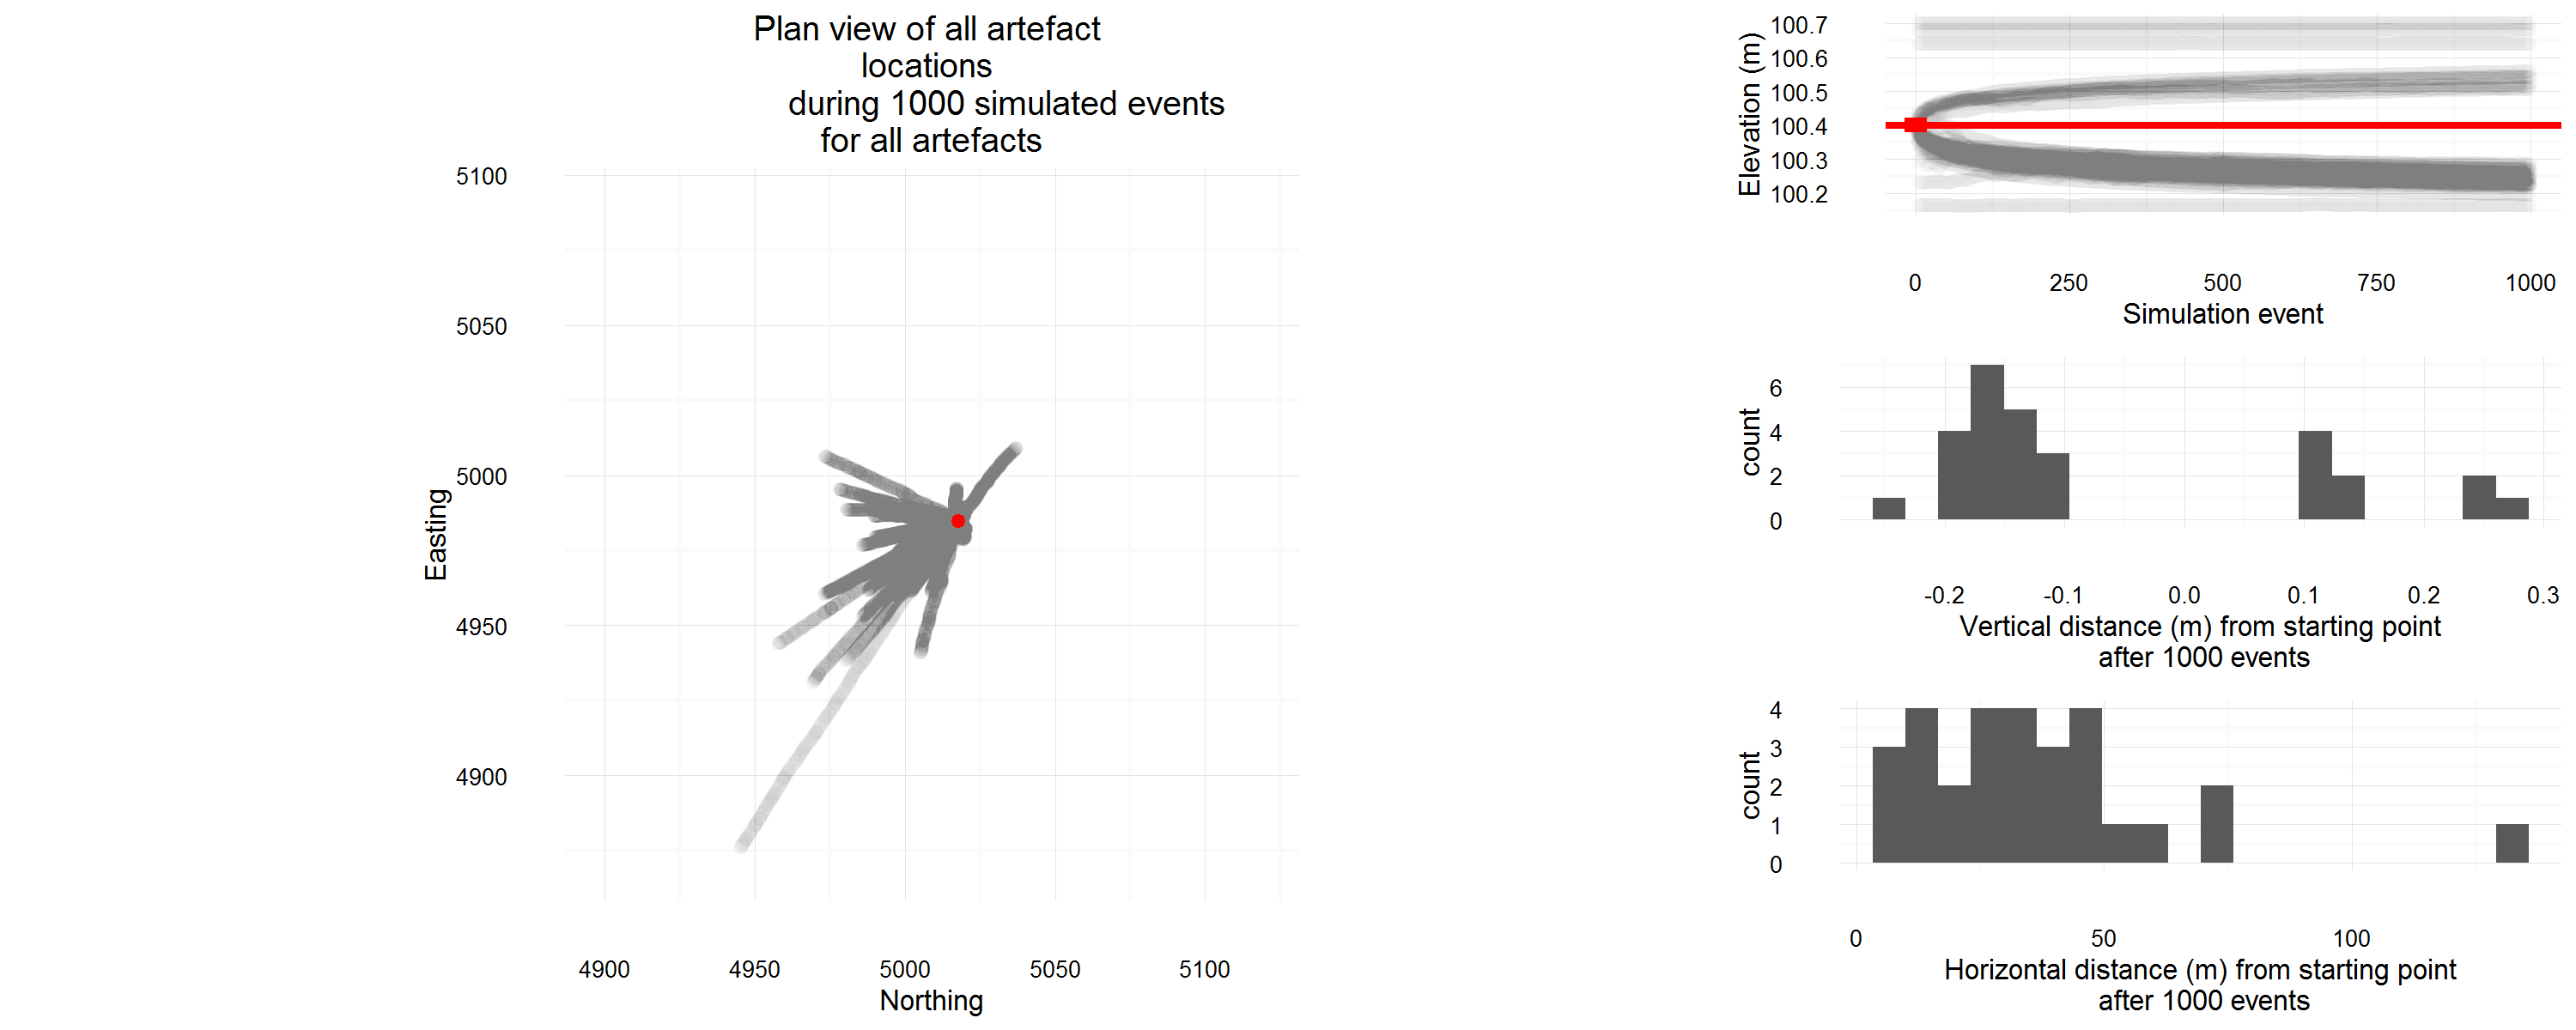 Plan view of all artefact
locations
during 1000 simulated events
for all artefacts
5100
5050
5000
4950
4900
Easting
4900 4950 5000 5050 5100
Northing
100.7
100.6
100.5
100.4
100.3
100.2
Elevation (m)
0 250 500 750 1000
Simulation event
6
4
2
0
count
-0.2 -0.1 0.0 0.1 0.2 0.3
Vertical distance (m) from starting point
after 1000 events
4
3
2
1
0
count
0 50 100
Horizontal distance (m) from starting point
after 1000 events